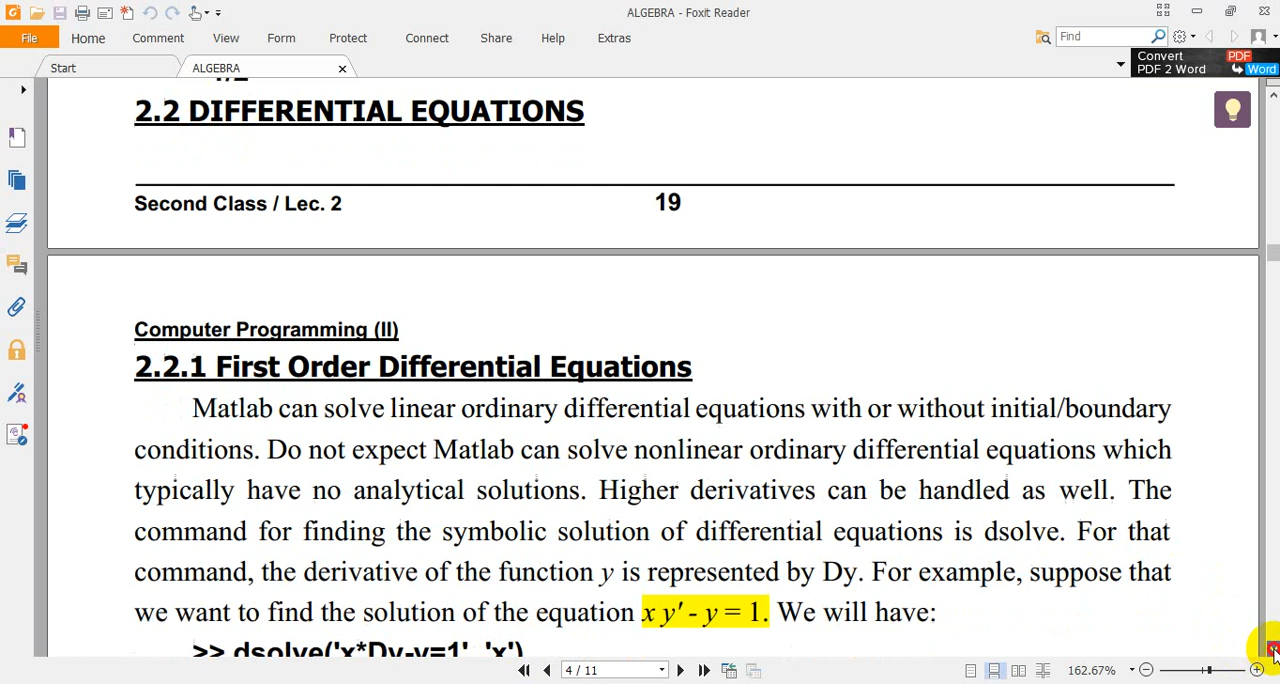 ALGEBRA - Foxit Reader
File Home Comment View Form Protect Connect Share Help Extras Find
Start ALGEBRA
Convert PDF
PDF 2 Word Word
2.2 DIFFERENTIAL EQUATIONS
Second Class / Lec. 2 19
Computer Programming (II)
2.2.1 First Order Differential Equations
Matlab can solve linear ordinary differential equations with or without initial/boundary
conditions. Do not expect Matlab can solve nonlinear ordinary differential equations which
typically have no analytical solutions. Higher derivatives can be handled as well. The
command for finding the symbolic solution of differential equations is dsolve. For that
command, the derivative of the function y is represented by Dy. For example, suppose that
we want to find the solution of the equation x y′ - y = 1. We will have:
>> dsolve('x*Dy-y=1', 'x')
4 / 11 162.67%